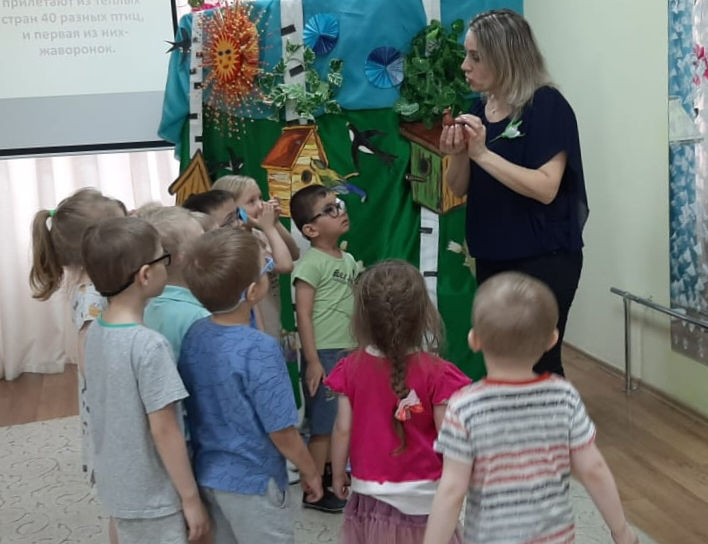 прилетают из теплых
стран 40 разных птиц,
и первая из них-
жаворонок.